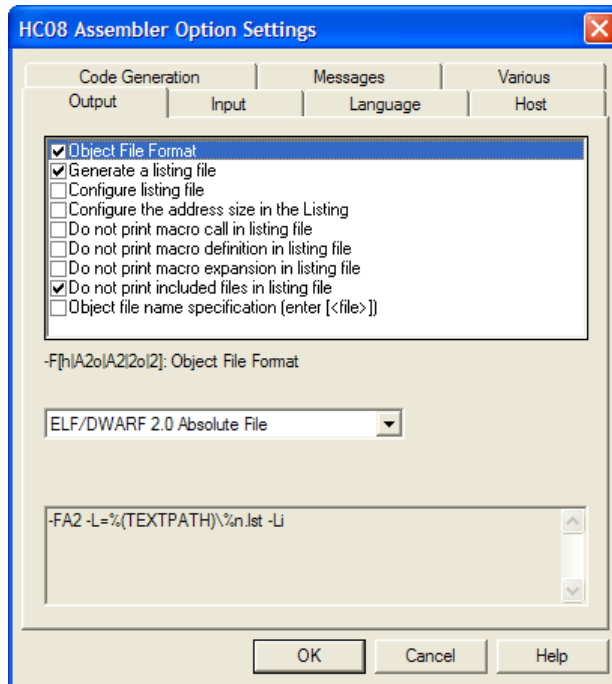 HC08 Assembler Option Settings
Code Generation Messages Various
Output Input Language Host
Object File Format
Generate a listing file
Configure listing file
Configure the address size in the Listing
Do not print macro call in listing file
Do not print macro definition in listing file
Do not print macro expansion in listing file
Do not print included files in listing file
Object file name specification (enter [<file>])
-F[h|A2o|A2|2o|2]: Object File Format
ELF/DWARF 2.0 Absolute File
-FA2 -L=%(TEXTPATH)\%n.lst -Li
OK Cancel Help